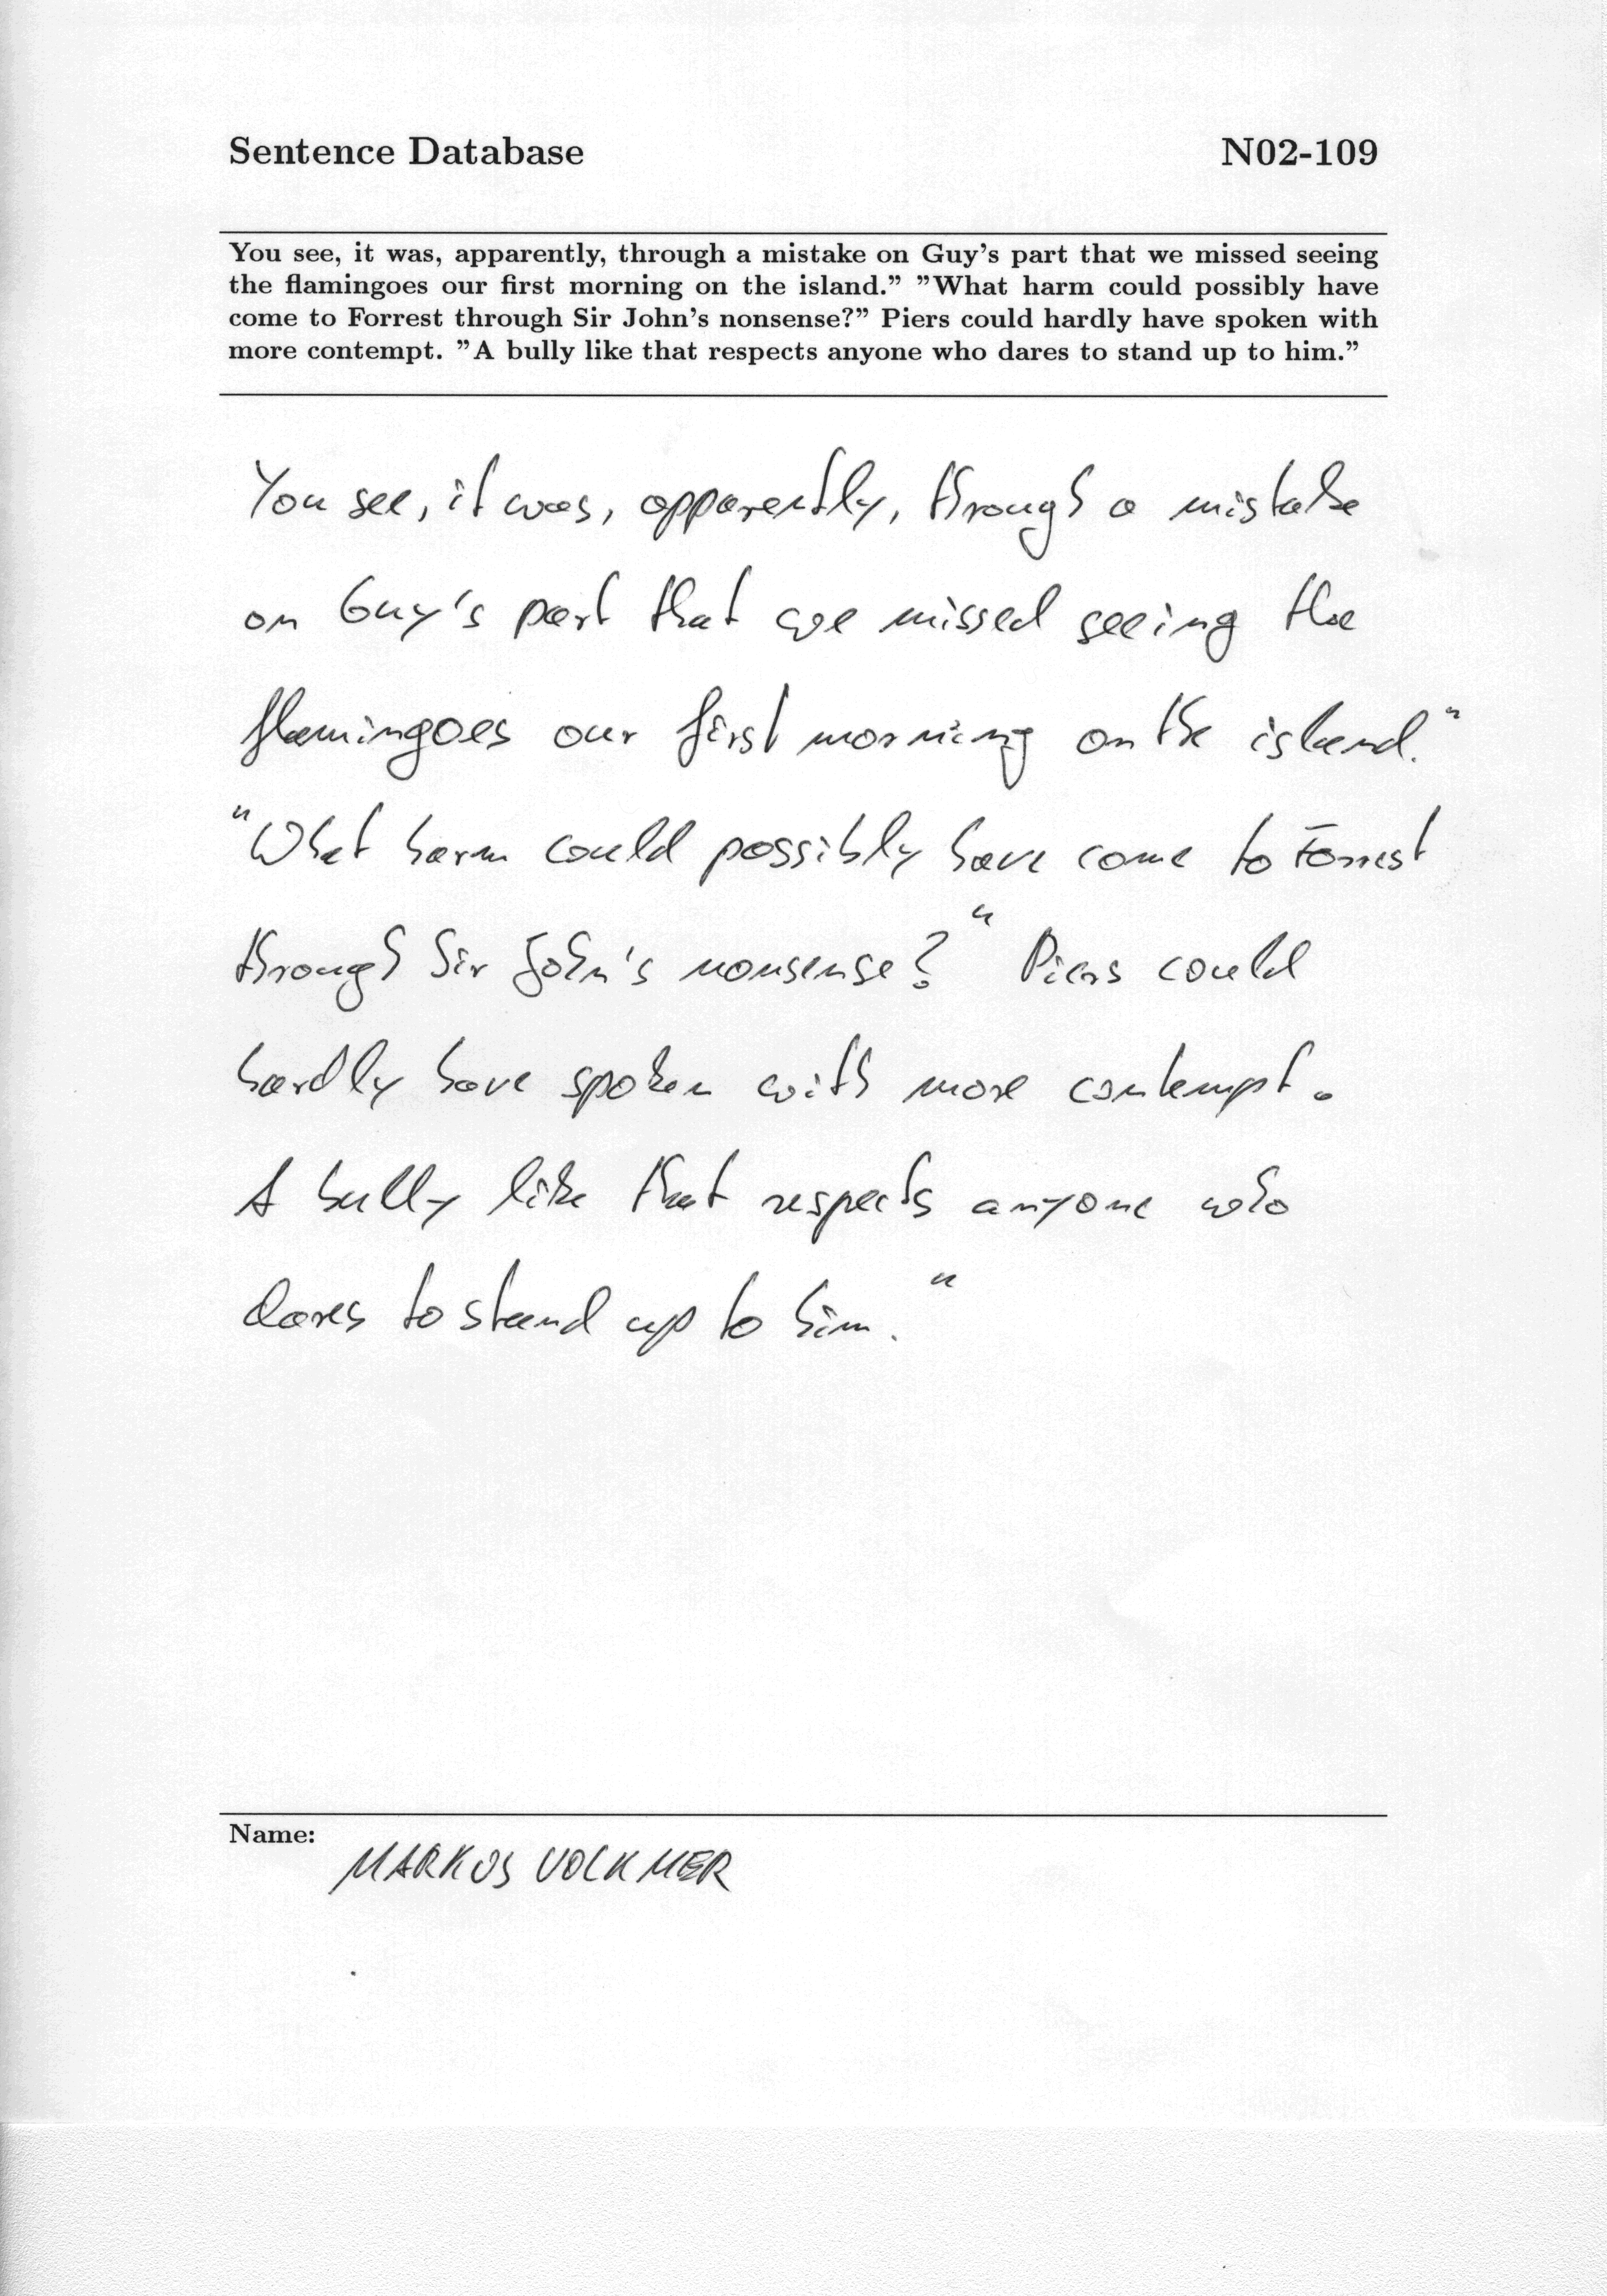 Sentence Database N02-109
You see, it was, apparently, through a mistake on Guy's part that we missed seeing
the flamingoes our first morning on the island.” ”What harm could possibly have
come to Forrest through Sir John's nonsense?” Piers could hardly have spoken with
more contempt. ”A bully like that respects anyone who dares to stand up to him.”
You see, it was, apparently, through a mistake
on Guy's part that we missed seeing the
flamingoes our first morning on the island."
"What harm could possibly have come to Forrest
through Sir John's nonsense?" Piers could
hardly have spoken with more contempt.
A bully like that respects anyone who
dares to stand up to him."
Name:
MARKUS VOLKMER